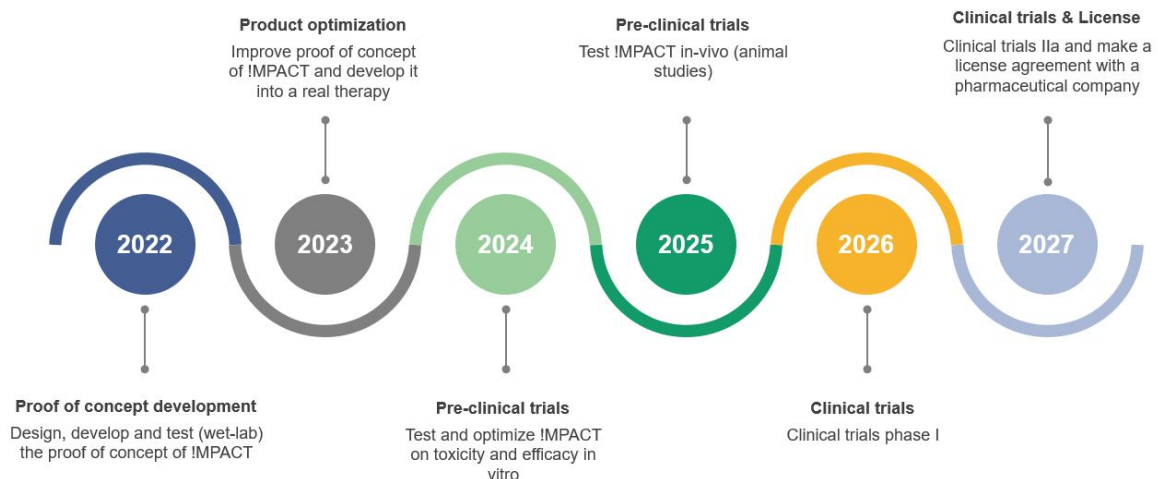 Product optimization
Improve proof of concept
of !MPACT and develop it
into a real therapy
Pre-clinical trials
Test !MPACT in-vivo (animal
studies)
Clinical trials & License
Clinical trials IIa and make a
license agreement with a
pharmaceutical company
2022
2023
2024
2025
2026
2027
Proof of concept development
Design, develop and test (wet-lab)
the proof of concept of !MPACT
Pre-clinical trials
Test and optimize !MPACT
on toxicity and efficacy in
vitro
Clinical trials
Clinical trials phase I